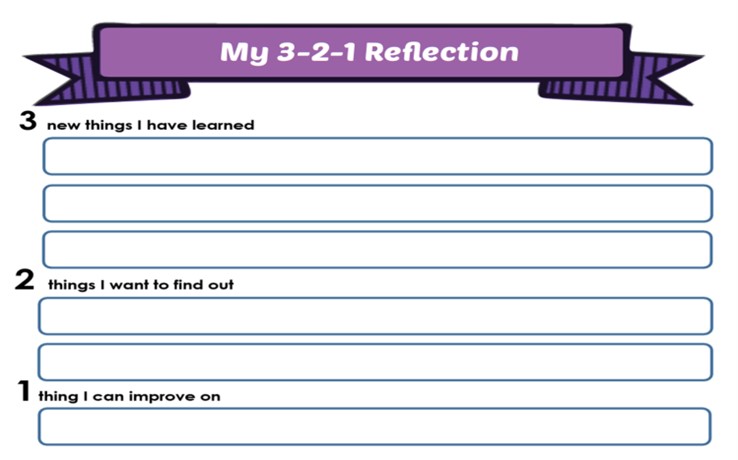 My 3-2-1 Reflection
3 new things I have learned
2 things I want to find out
1 thing I can improve on